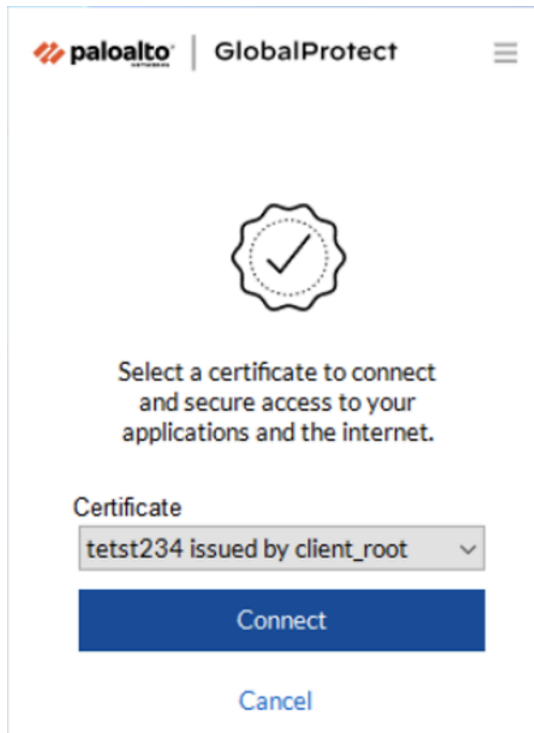 paloalto NETWORKS GlobalProtect
Select a certificate to connect
and secure access to your
applications and the internet.
Certificate
tetst234 issued by client_root
Connect
Cancel